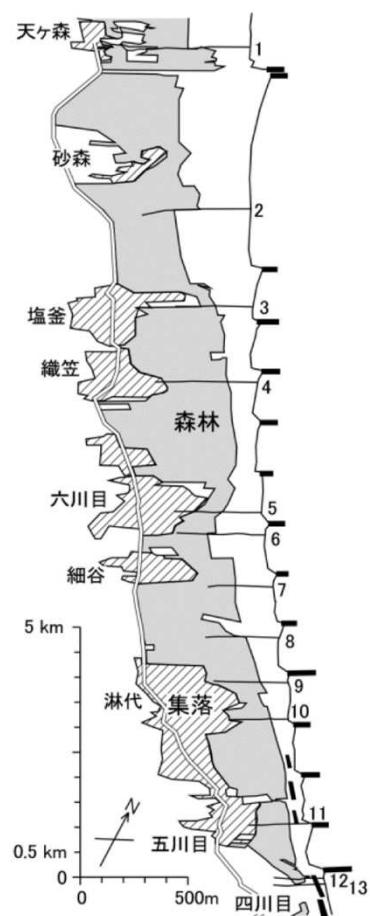 天ヶ森
1
砂森
2
塩釜
3
織笠
4
森林
六川目
5
6
細谷
7
5 km
8
淋代
集落
9
10
N
五川目
11
0.5 km
0
12
13
0
500m
四川目